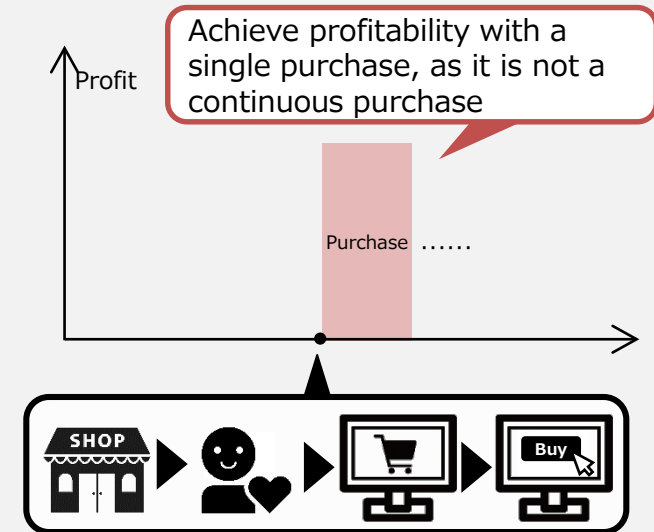 Achieve profitability with a
single purchase, as it is not a
continuous purchase
Profit
Purchase ......
SHOP
Buy